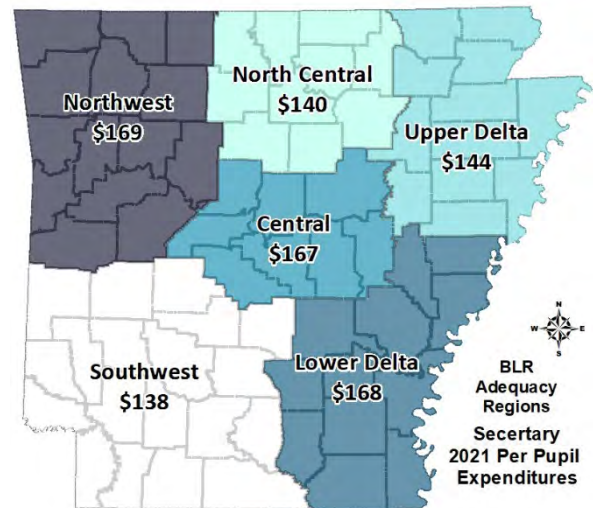 Northwest
$169
North Central
$140
Upper Delta
$144
Central
$167
Southwest
$138
Lower Delta
$168
N
W E
S
BLR
Adequacy
Regions
Secertary
2021 Per Pupil
Expenditures